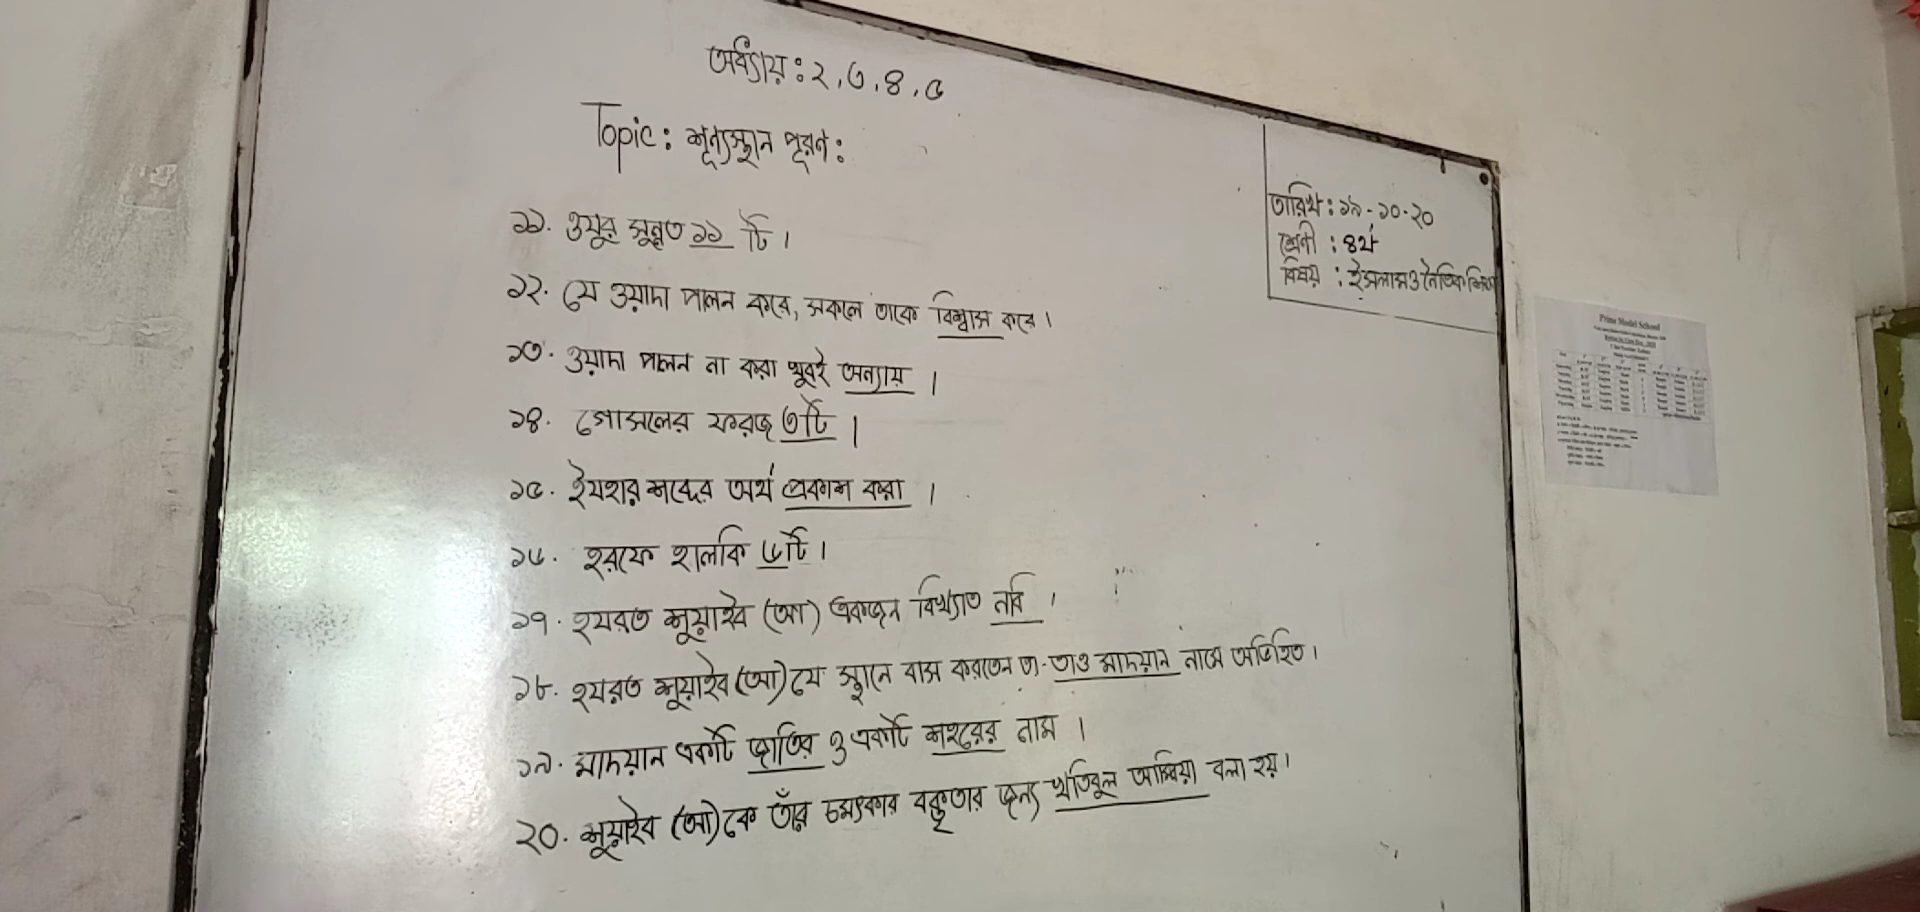 অধ্যায় : ২, ৩, ৪, ৫
Topic : শূন্যস্থান পূরণ :
তারিখ : ১৯-১০-২০
শ্রেণী : ৪র্থ
বিষয় : ইসলাম ও নৈতিক শিক্ষা
১১. ওযুর সুন্নত ১১ টি।
১২. যে ওয়াদা পালন করে, সকলে তাকে বিশ্বাস করে।
১৩. ওয়াদা পালন না করা খুবই অন্যায়।
১৪. গোসলের ফরজ ৩টি।
১৫. ইযহার শব্দের অর্থ প্রকাশ করা।
১৬. হরফে হালকি ৬টি।
১৭. হযরত শুয়াইব (আ) একজন বিখ্যাত নবি।
১৮. হযরত শুয়াইব (আ) যে স্থানে বাস করতেন তা-তাও মাদয়ান নামে অভিহিত।
১৯. মাদয়ান একটি জাতির ও একটি শহরের নাম।
২০. শুয়াইব (আ) কে তাঁর চমৎকার বক্তৃতার জন্য খতিবুল আম্বিয়া বলা হয়।
Prime Model School